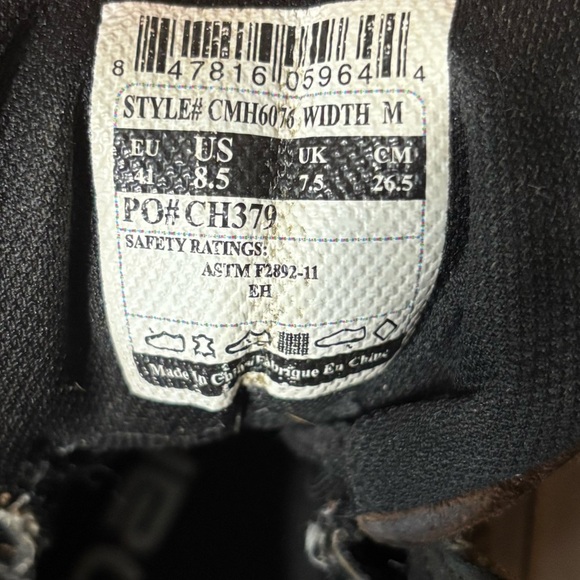 8 47816 05964 4
STYLE# CMH6076 WIDTH M
EU US UK CM
41 8.5 7.5 26.5
PO# CH379
SAFETY RATINGS:
ASTM F2892-11
EH
Made In China/Fabrique En Chine